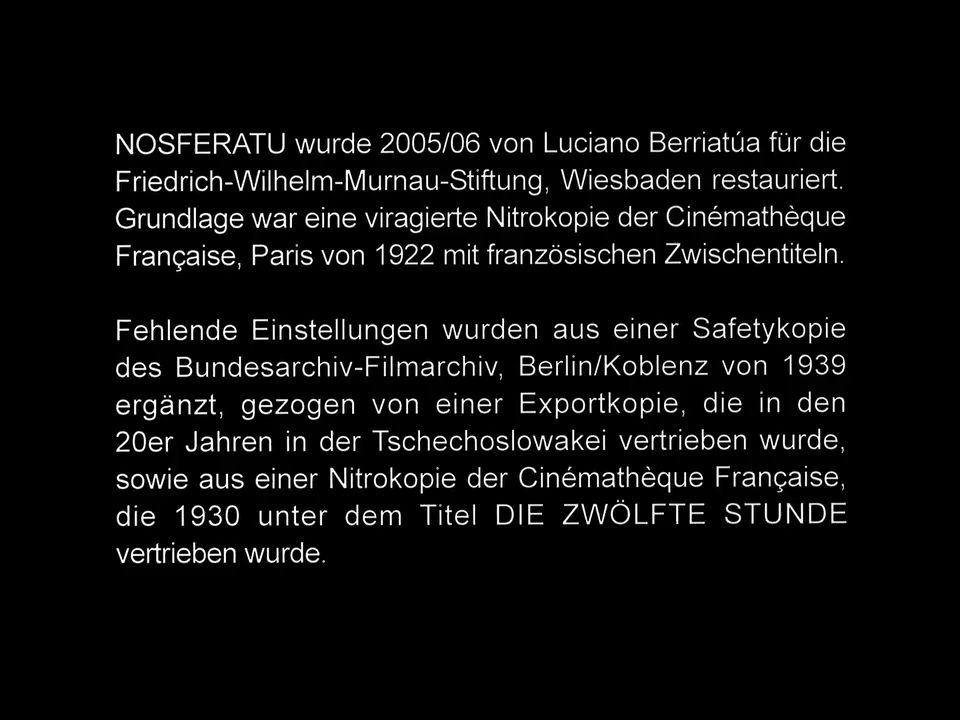 NOSFERATU wurde 2005/06 von Luciano Berriatúa für die
Friedrich-Wilhelm-Murnau-Stiftung, Wiesbaden restauriert.
Grundlage war eine viragierte Nitrokopie der Cinémathèque
Française, Paris von 1922 mit französischen Zwischentiteln.
Fehlende Einstellungen wurden aus einer Safetykopie
des Bundesarchiv-Filmarchiv, Berlin/Koblenz von 1939
ergänzt, gezogen von einer Exportkopie, die in den
20er Jahren in der Tschechoslowakei vertrieben wurde,
sowie aus einer Nitrokopie der Cinémathèque Française,
die 1930 unter dem Titel DIE ZWÖLFTE STUNDE
vertrieben wurde.